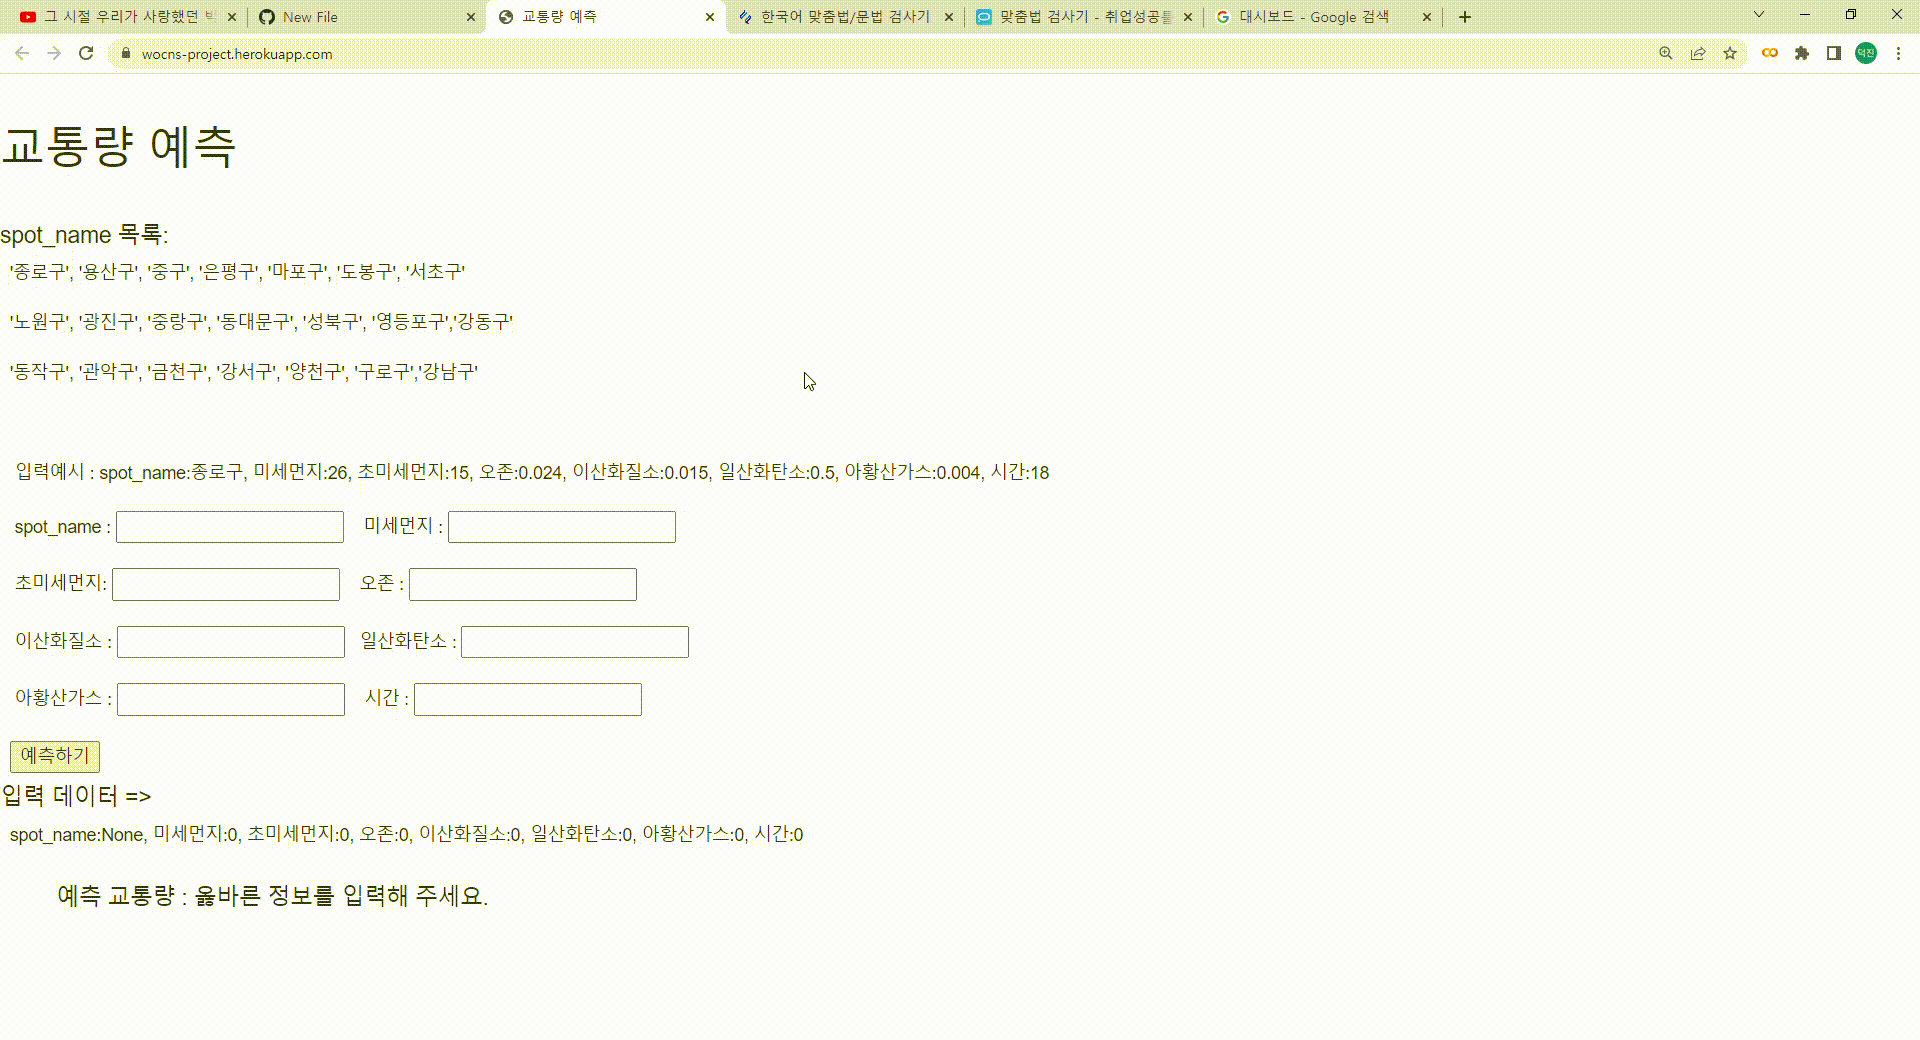 그 시절 우리가 사랑했던
New File
교통량 예측
한국어 맞춤법/문법 검사기
맞춤법 검사기 - 취업성공
대시보드 - Google 검색
wocns-project.herokuapp.com
덕진
교통량 예측
spot_name 목록:
'종로구', '용산구', '중구', '은평구', '마포구', '도봉구', '서초구'
'노원구', '광진구', '중랑구', '동대문구', '성북구', '영등포구','강동구'
'동작구', '관악구', '금천구', '강서구', '양천구', '구로구','강남구'
입력예시 : spot_name:종로구, 미세먼지:26, 초미세먼지:15, 오존:0.024, 이산화질소:0.015, 일산화탄소:0.5, 아황산가스:0.004, 시간:18
spot_name : 미세먼지 :
초미세먼지: 오존 :
이산화질소 : 일산화탄소 :
아황산가스 : 시간 :
예측하기
입력 데이터 =>
spot_name:None, 미세먼지:0, 초미세먼지:0, 오존:0, 이산화질소:0, 일산화탄소:0, 아황산가스:0, 시간:0
예측 교통량 : 옳바른 정보를 입력해 주세요.